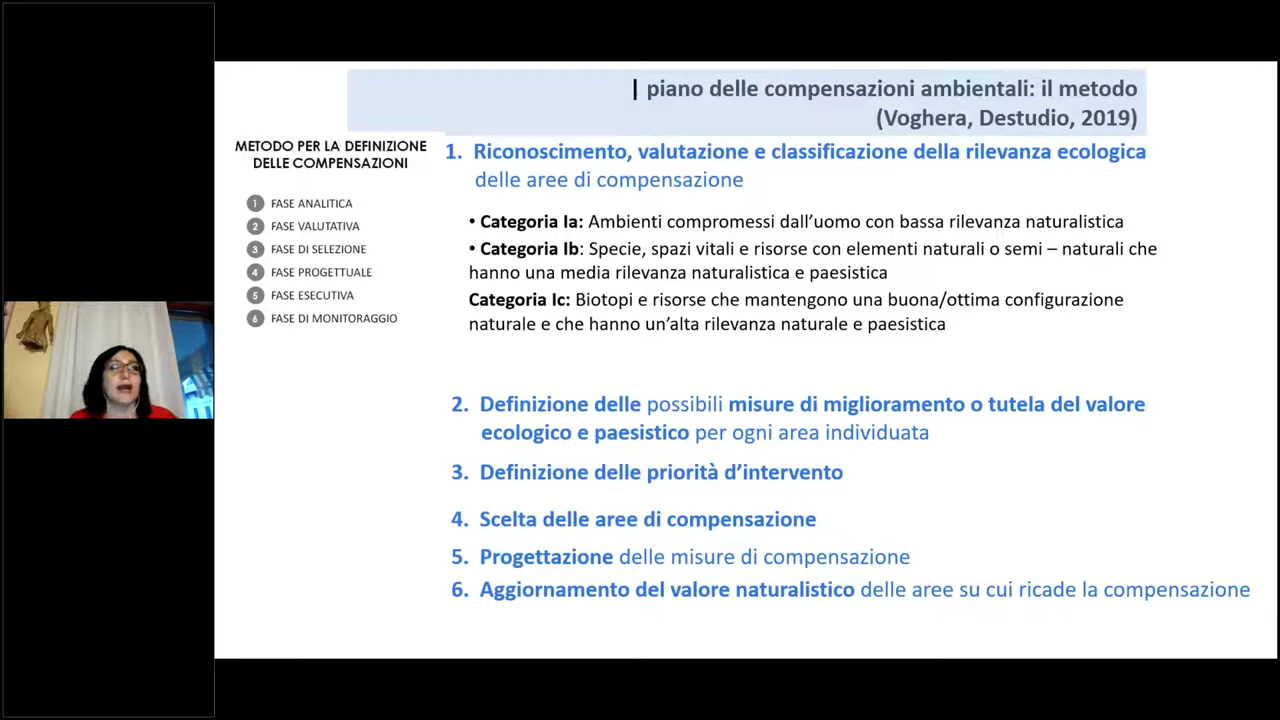 | piano delle compensazioni ambientali: il metodo
(Voghera, Destudio, 2019)
METODO PER LA DEFINIZIONE
DELLE COMPENSAZIONI
1 FASE ANALITICA
2 FASE VALUTATIVA
3 FASE DI SELEZIONE
4 FASE PROGETTUALE
5 FASE ESECUTIVA
6 FASE DI MONITORAGGIO
1. Riconoscimento, valutazione e classificazione della rilevanza ecologica
delle aree di compensazione
• Categoria Ia: Ambienti compromessi dall’uomo con bassa rilevanza naturalistica
• Categoria Ib: Specie, spazi vitali e risorse con elementi naturali o semi – naturali che
hanno una media rilevanza naturalistica e paesistica
Categoria Ic: Biotopi e risorse che mantengono una buona/ottima configurazione
naturale e che hanno un’alta rilevanza naturale e paesistica
2. Definizione delle possibili misure di miglioramento o tutela del valore
ecologico e paesistico per ogni area individuata
3. Definizione delle priorità d’intervento
4. Scelta delle aree di compensazione
5. Progettazione delle misure di compensazione
6. Aggiornamento del valore naturalistico delle aree su cui ricade la compensazione